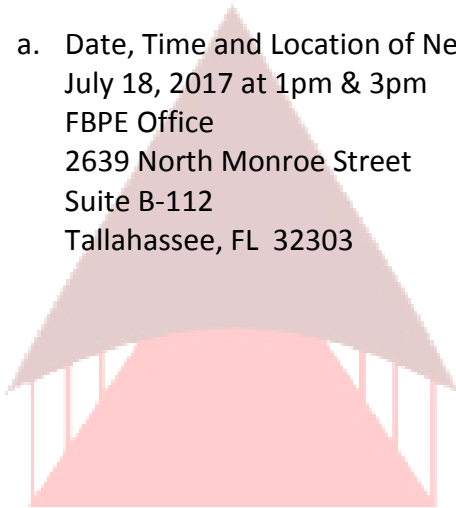 a. Date, Time and Location of Ne
July 18, 2017 at 1pm & 3pm
FBPE Office
2639 North Monroe Street
Suite B-112
Tallahassee, FL 32303